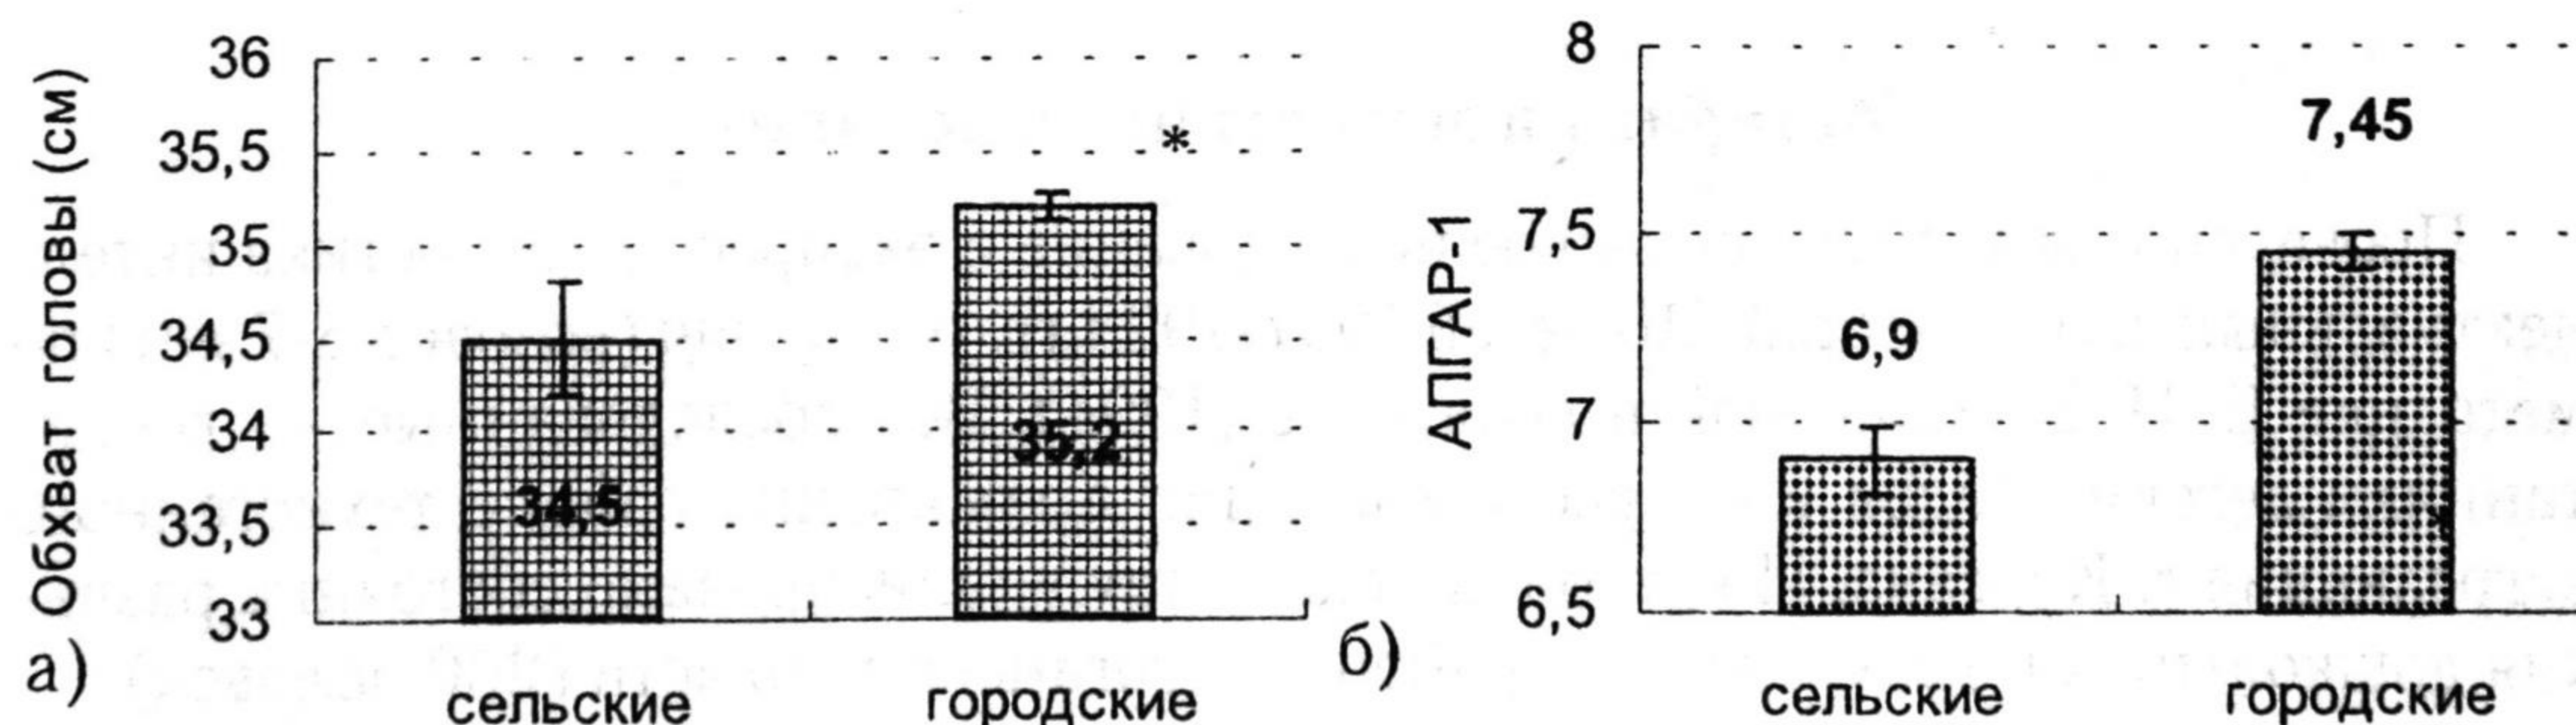 Обхват головы (см)
36
35,5
35
34,5
34
33,5
33
*
34,5
35,2
а)
сельские
городские
АПГАР-1
8
7,5
7
6,5
6,9
7,45
б)
сельские
городские